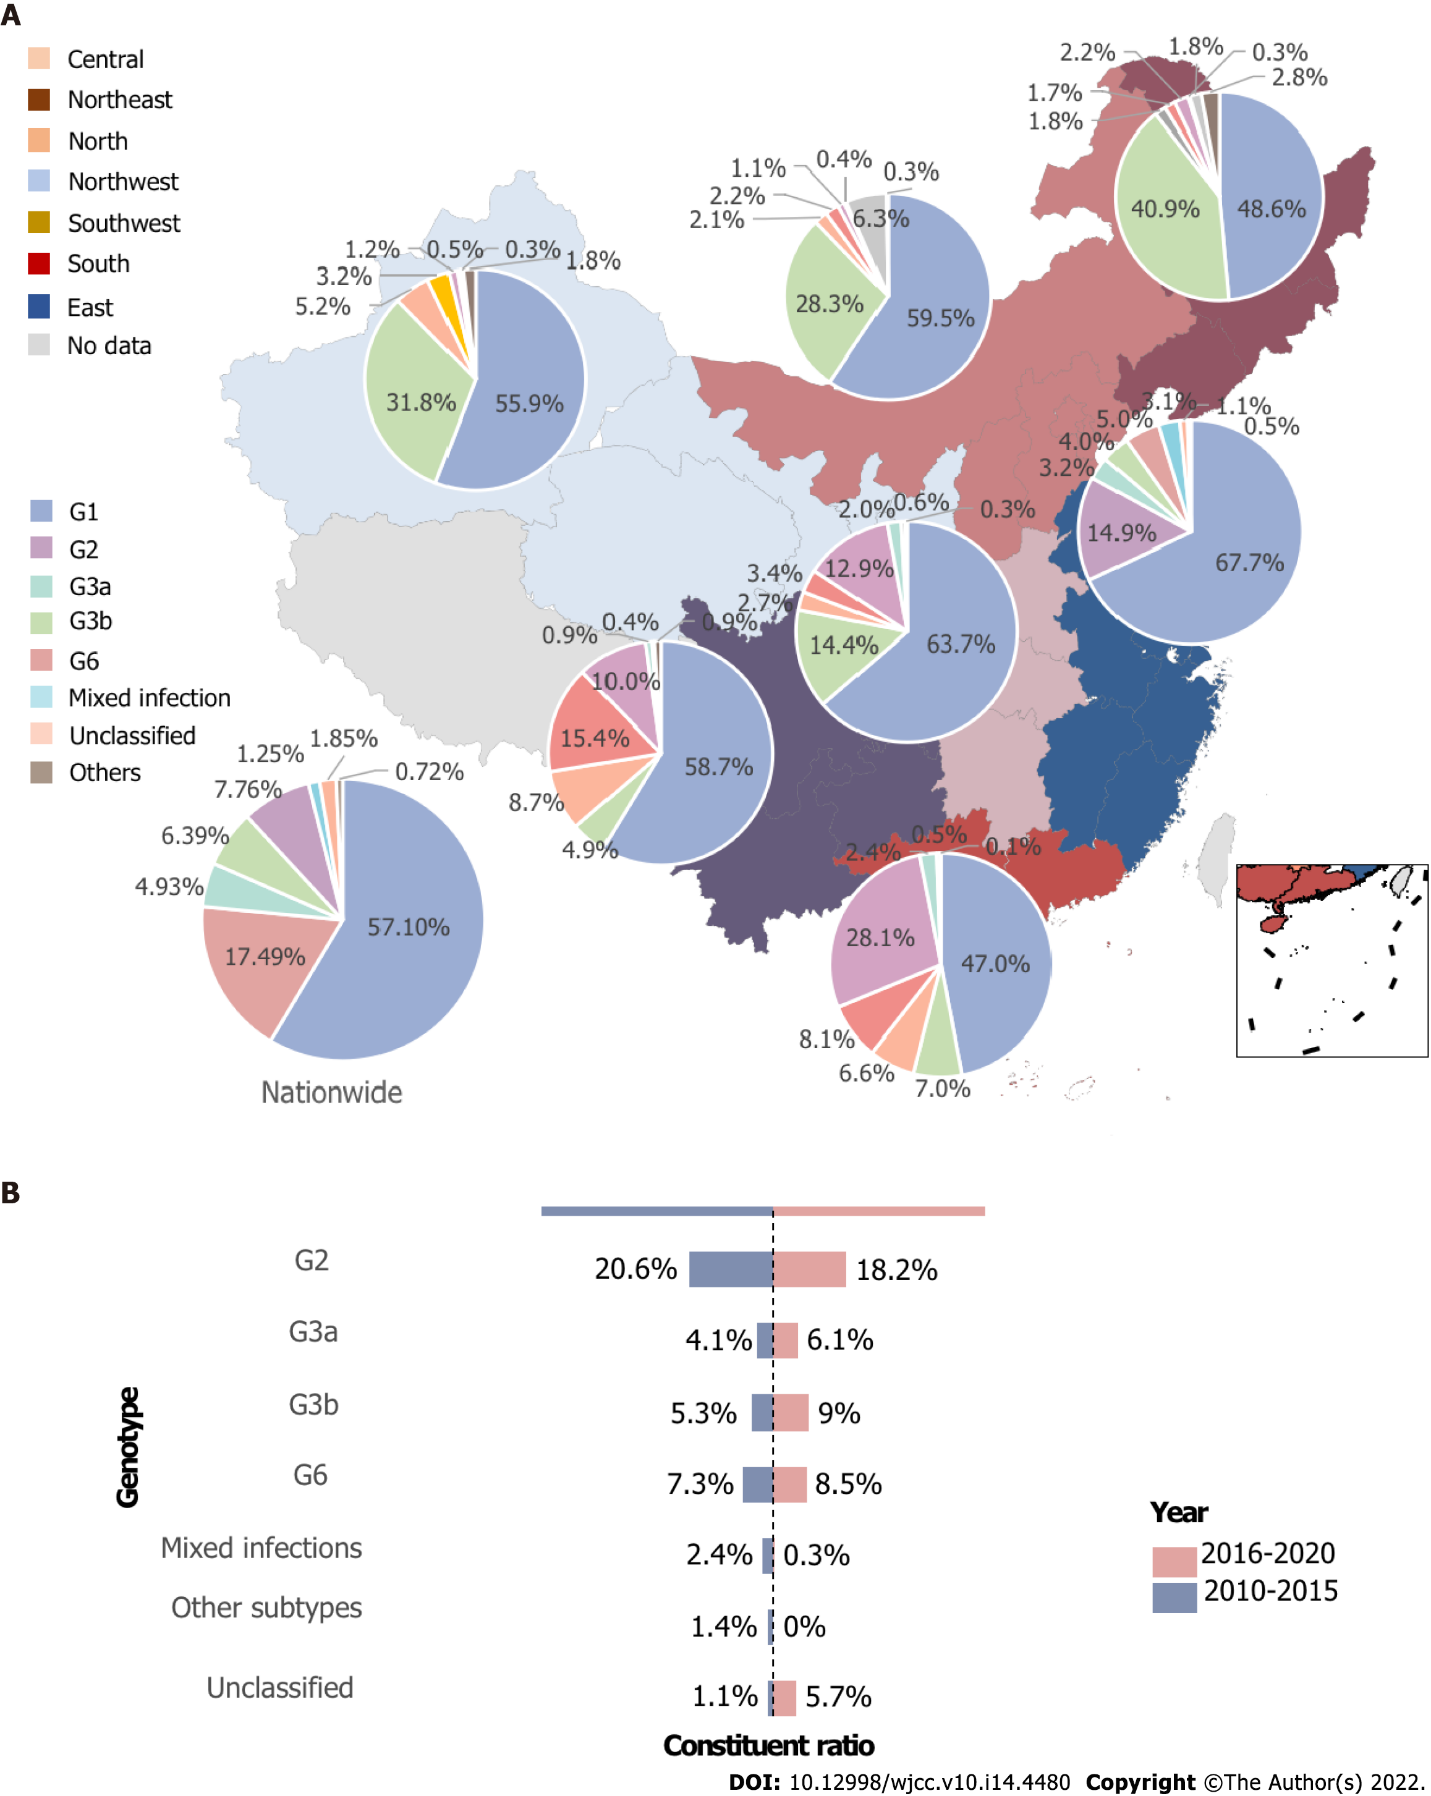 A
Central
Northeast
North
Northwest
Southwest
South
East
No data
G1
G2
G3a
G3b
G6
Mixed infection
Unclassified
Others
2.2%
1.8%
0.3%
2.8%
1.7%
1.8%
40.9%
48.6%
1.1%
0.4%
0.3%
2.2%
2.1%
6.3%
28.3%
59.5%
1.2%
0.5%
0.3%
1.8%
3.2%
5.2%
31.8%
55.9%
3.1%
1.1%
5.0%
0.5%
4.0%
3.2%
14.9%
67.7%
2.0%
0.6%
0.3%
12.9%
3.4%
2.7%
14.4%
63.7%
0.4%
0.9%
0.9%
10.0%
15.4%
58.7%
8.7%
4.9%
1.85%
1.25%
0.72%
7.76%
6.39%
4.93%
57.10%
17.49%
Nationwide
0.5%
0.1%
2.4%
28.1%
47.0%
8.1%
6.6%
7.0%
B
G2
20.6%
18.2%
G3a
4.1%
6.1%
G3b
5.3%
9%
G6
7.3%
8.5%
Mixed infections
2.4%
0.3%
Other subtypes
1.4%
0%
Unclassified
1.1%
5.7%
Genotype
Constituent ratio
Year
2016-2020
2010-2015
DOI: 10.12998/wjcc.v10.i14.4480 Copyright ©The Author(s) 2022.